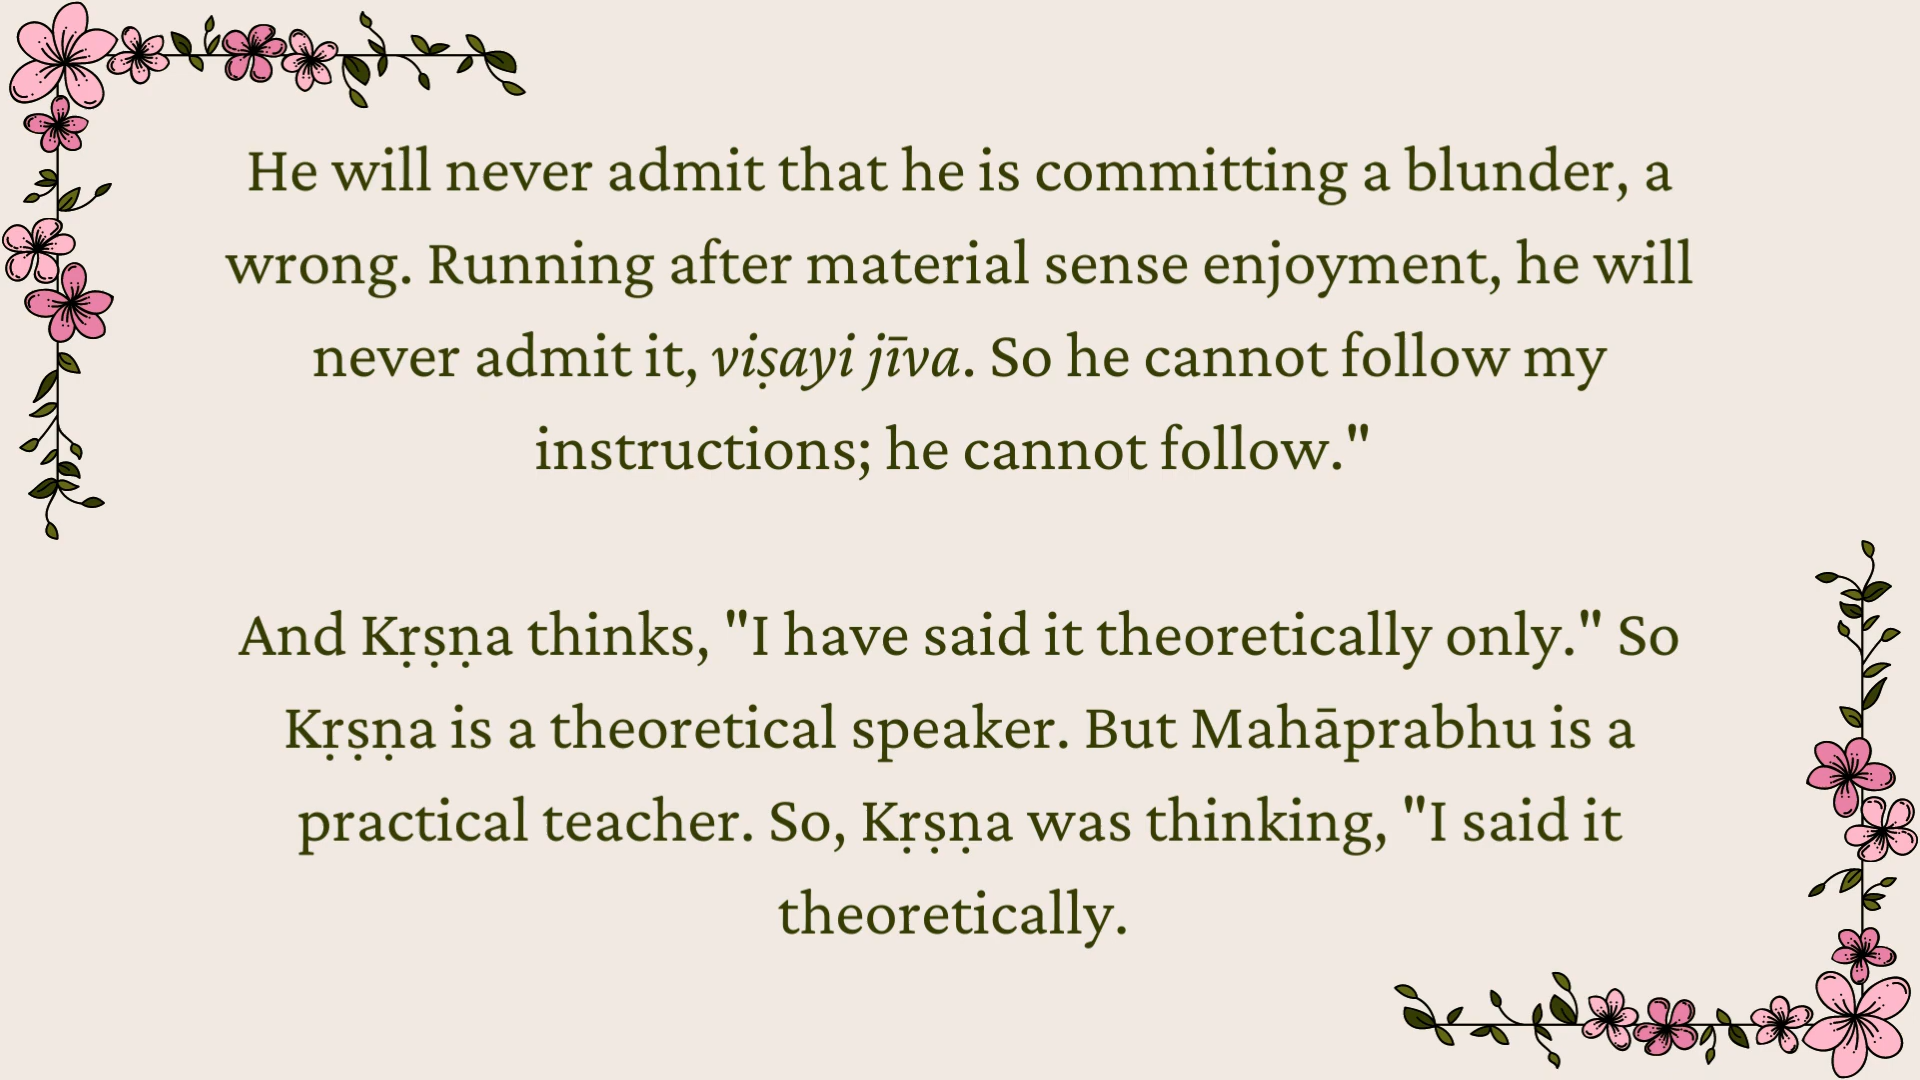 He will never admit that he is committing a blunder, a
wrong. Running after material sense enjoyment, he will
never admit it, viṣayi jīva. So he cannot follow my
instructions; he cannot follow."
And Kṛṣṇa thinks, "I have said it theoretically only." So
Kṛṣṇa is a theoretical speaker. But Mahāprabhu is a
practical teacher. So, Kṛṣṇa was thinking, "I said it
theoretically.